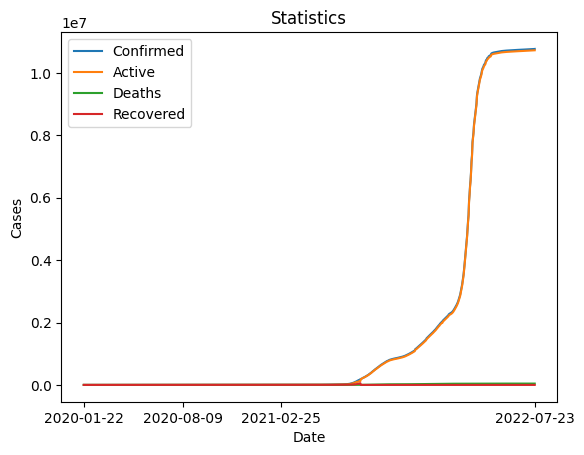 Statistics
1e7
Confirmed
Active
Deaths
Recovered
1.0
0.8
0.6
0.4
0.2
0.0
Cases
2020-01-22 2020-08-09 2021-02-25 2022-07-23
Date